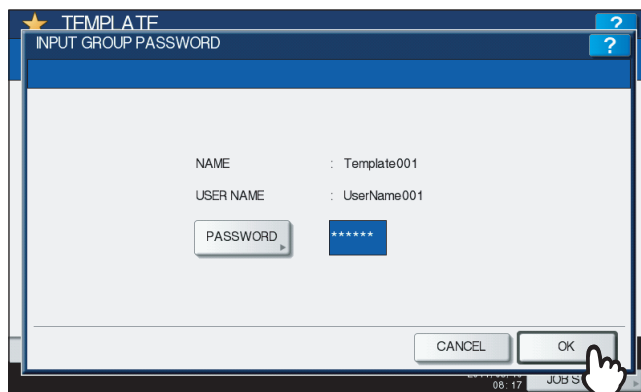 TEMPLATE ?
INPUT GROUP PASSWORD ?
NAME : Template001
USER NAME : UserName001
PASSWORD ******
CANCEL OK
JOB S
08:17